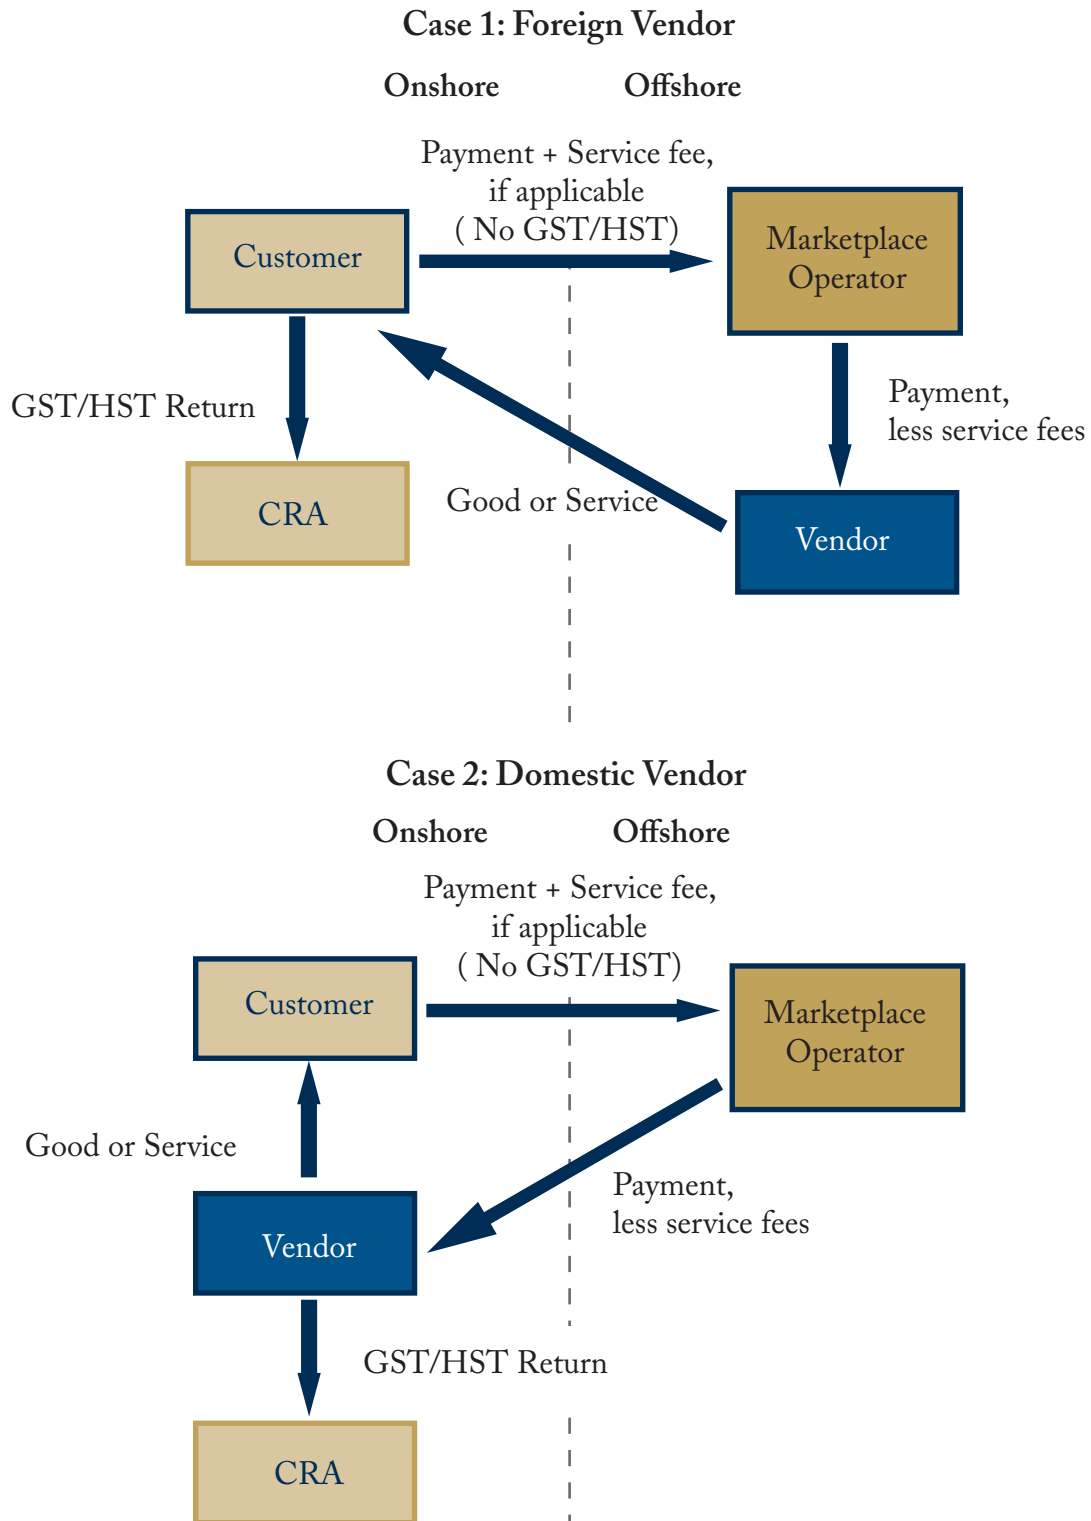 Case 1: Foreign Vendor
Onshore
Offshore
Payment + Service fee,
if applicable
( No GST/HST)
Customer
Marketplace
Operator
GST/HST Return
Payment,
less service fees
CRA
Good or Service
Vendor
Case 2: Domestic Vendor
Onshore
Offshore
Payment + Service fee,
if applicable
( No GST/HST)
Customer
Marketplace
Operator
Good or Service
Payment,
less service fees
Vendor
GST/HST Return
CRA